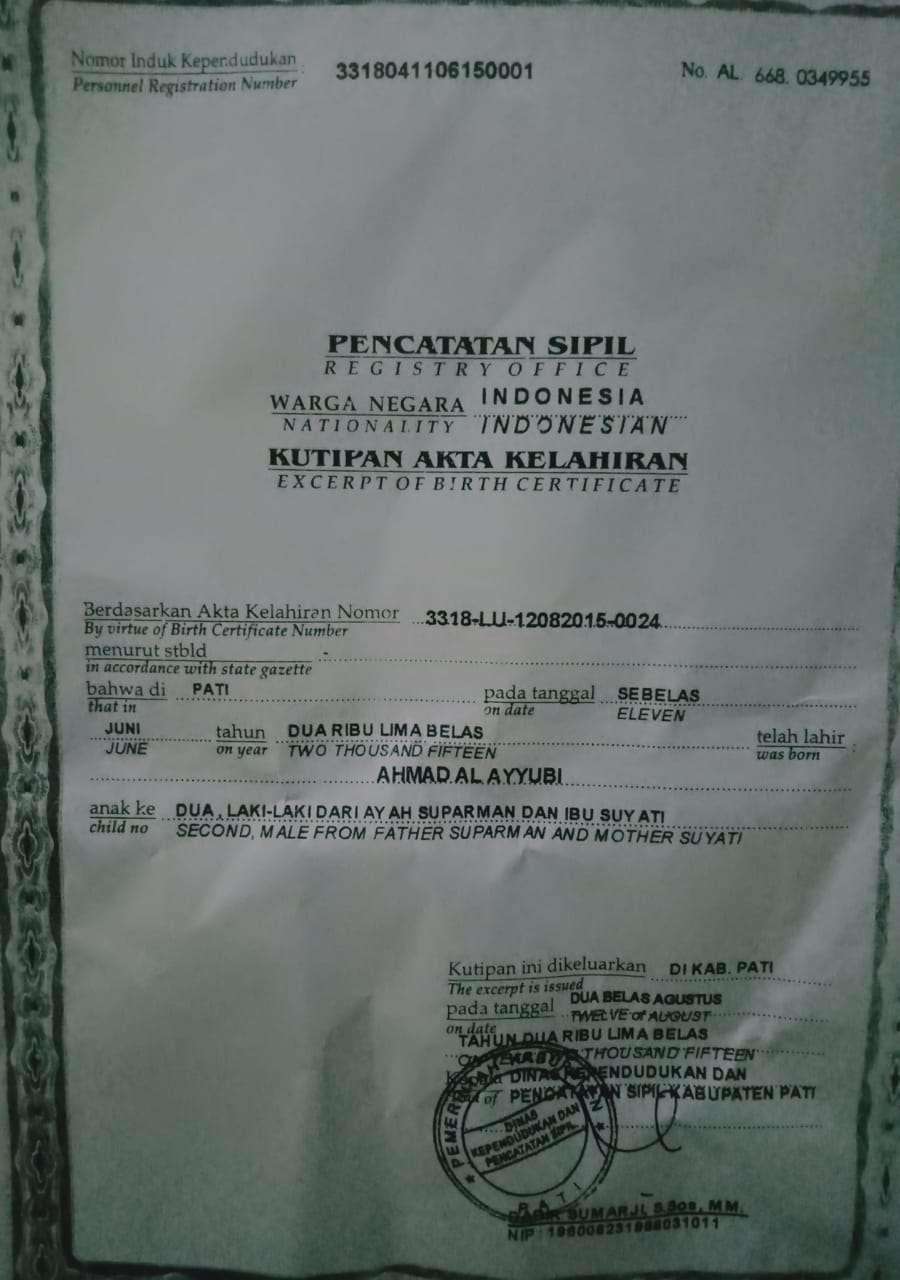 Nomor Induk Kependudukan 3318041106150001 No. AL 668. 0349955
Personnel Registration Number
PENCATATAN SIPIL
REGISTRY OFFICE
WARGA NEGARA INDONESIA
NATIONALITY INDONESIAN
KUTIPAN AKTA KELAHIRAN
EXCERPT OF BIRTH CERTIFICATE
Berdasarkan Akta Kelahiran Nomor 3318-LU-12082015-0024
By virtue of Birth Certificate Number
menurut stbld -
in accordance with state gazette
bahwa di PATI pada tanggal SEBELAS
that in on date ELEVEN
JUNI tahun DUA RIBU LIMA BELAS telah lahir :
JUNE on year TWO THOUSAND FIFTEEN was born
AHMAD AL AYYUBI
anak ke DUA, LAKI-LAKI DARI AYAH SUPARMAN DAN IBU SUYATI
child no SECOND, MALE FROM FATHER SUPARMAN AND MOTHER SUYATI
Kutipan ini dikeluarkan DI KAB. PATI
The excerpt is issued
pada tanggal DUA BELAS AGUSTUS
on date TWELVE of AUGUST
TAHUN DUA RIBU LIMA BELAS
THOUSAND FIFTEEN
Kepala DINAS KEPENDUDUKAN DAN
of PENCATATAN SIPIL KABUPATEN PATI
PEMERINTAH KABUPATEN
DINAS
KEPENDUDUKAN DAN
PENCATATAN SIPIL
PATI
SUMARJI, S.Sos, MM.
NIP :